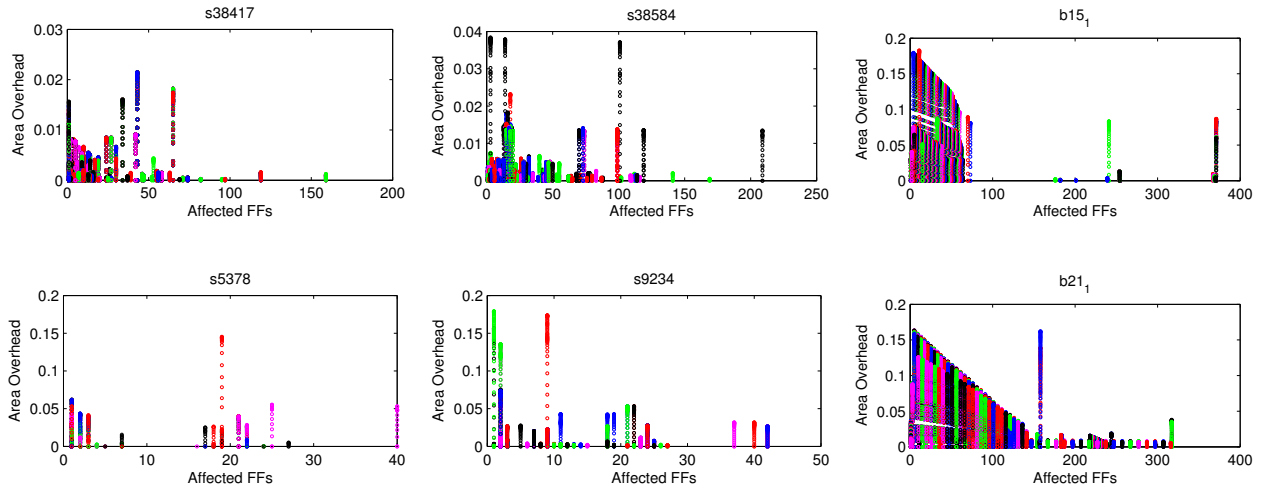 s38417
0.03
0.02
0.01
0
Area Overhead
0 50 100 150 200
Affected FFs
s38584
0.04
0.03
0.02
0.01
0
Area Overhead
0 50 100 150 200 250
Affected FFs
b15₁
0.2
0.15
0.1
0.05
0
Area Overhead
0 100 200 300 400
Affected FFs
s5378
0.2
0.15
0.1
0.05
0
Area Overhead
0 10 20 30 40
Affected FFs
s9234
0.2
0.15
0.1
0.05
0
Area Overhead
0 10 20 30 40 50
Affected FFs
b21₁
0.2
0.15
0.1
0.05
0
Area Overhead
0 100 200 300 400
Affected FFs